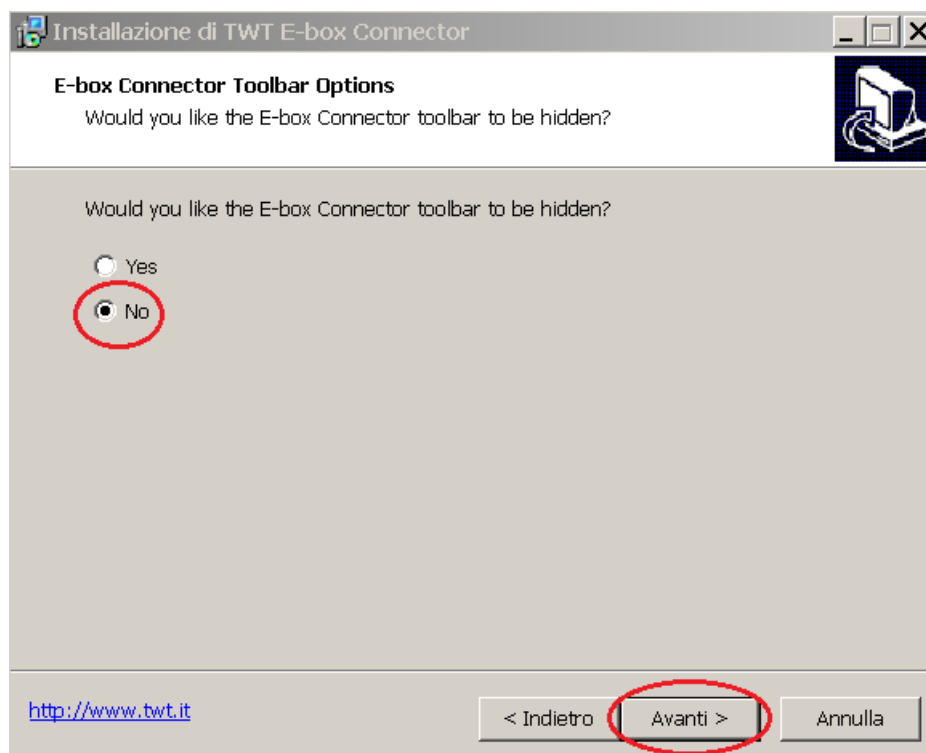 Installazione di TWT E-box Connector
E-box Connector Toolbar Options
Would you like the E-box Connector toolbar to be hidden?
Would you like the E-box Connector toolbar to be hidden?
Yes
No
http://www.twt.it
< Indietro
Avanti >
Annulla